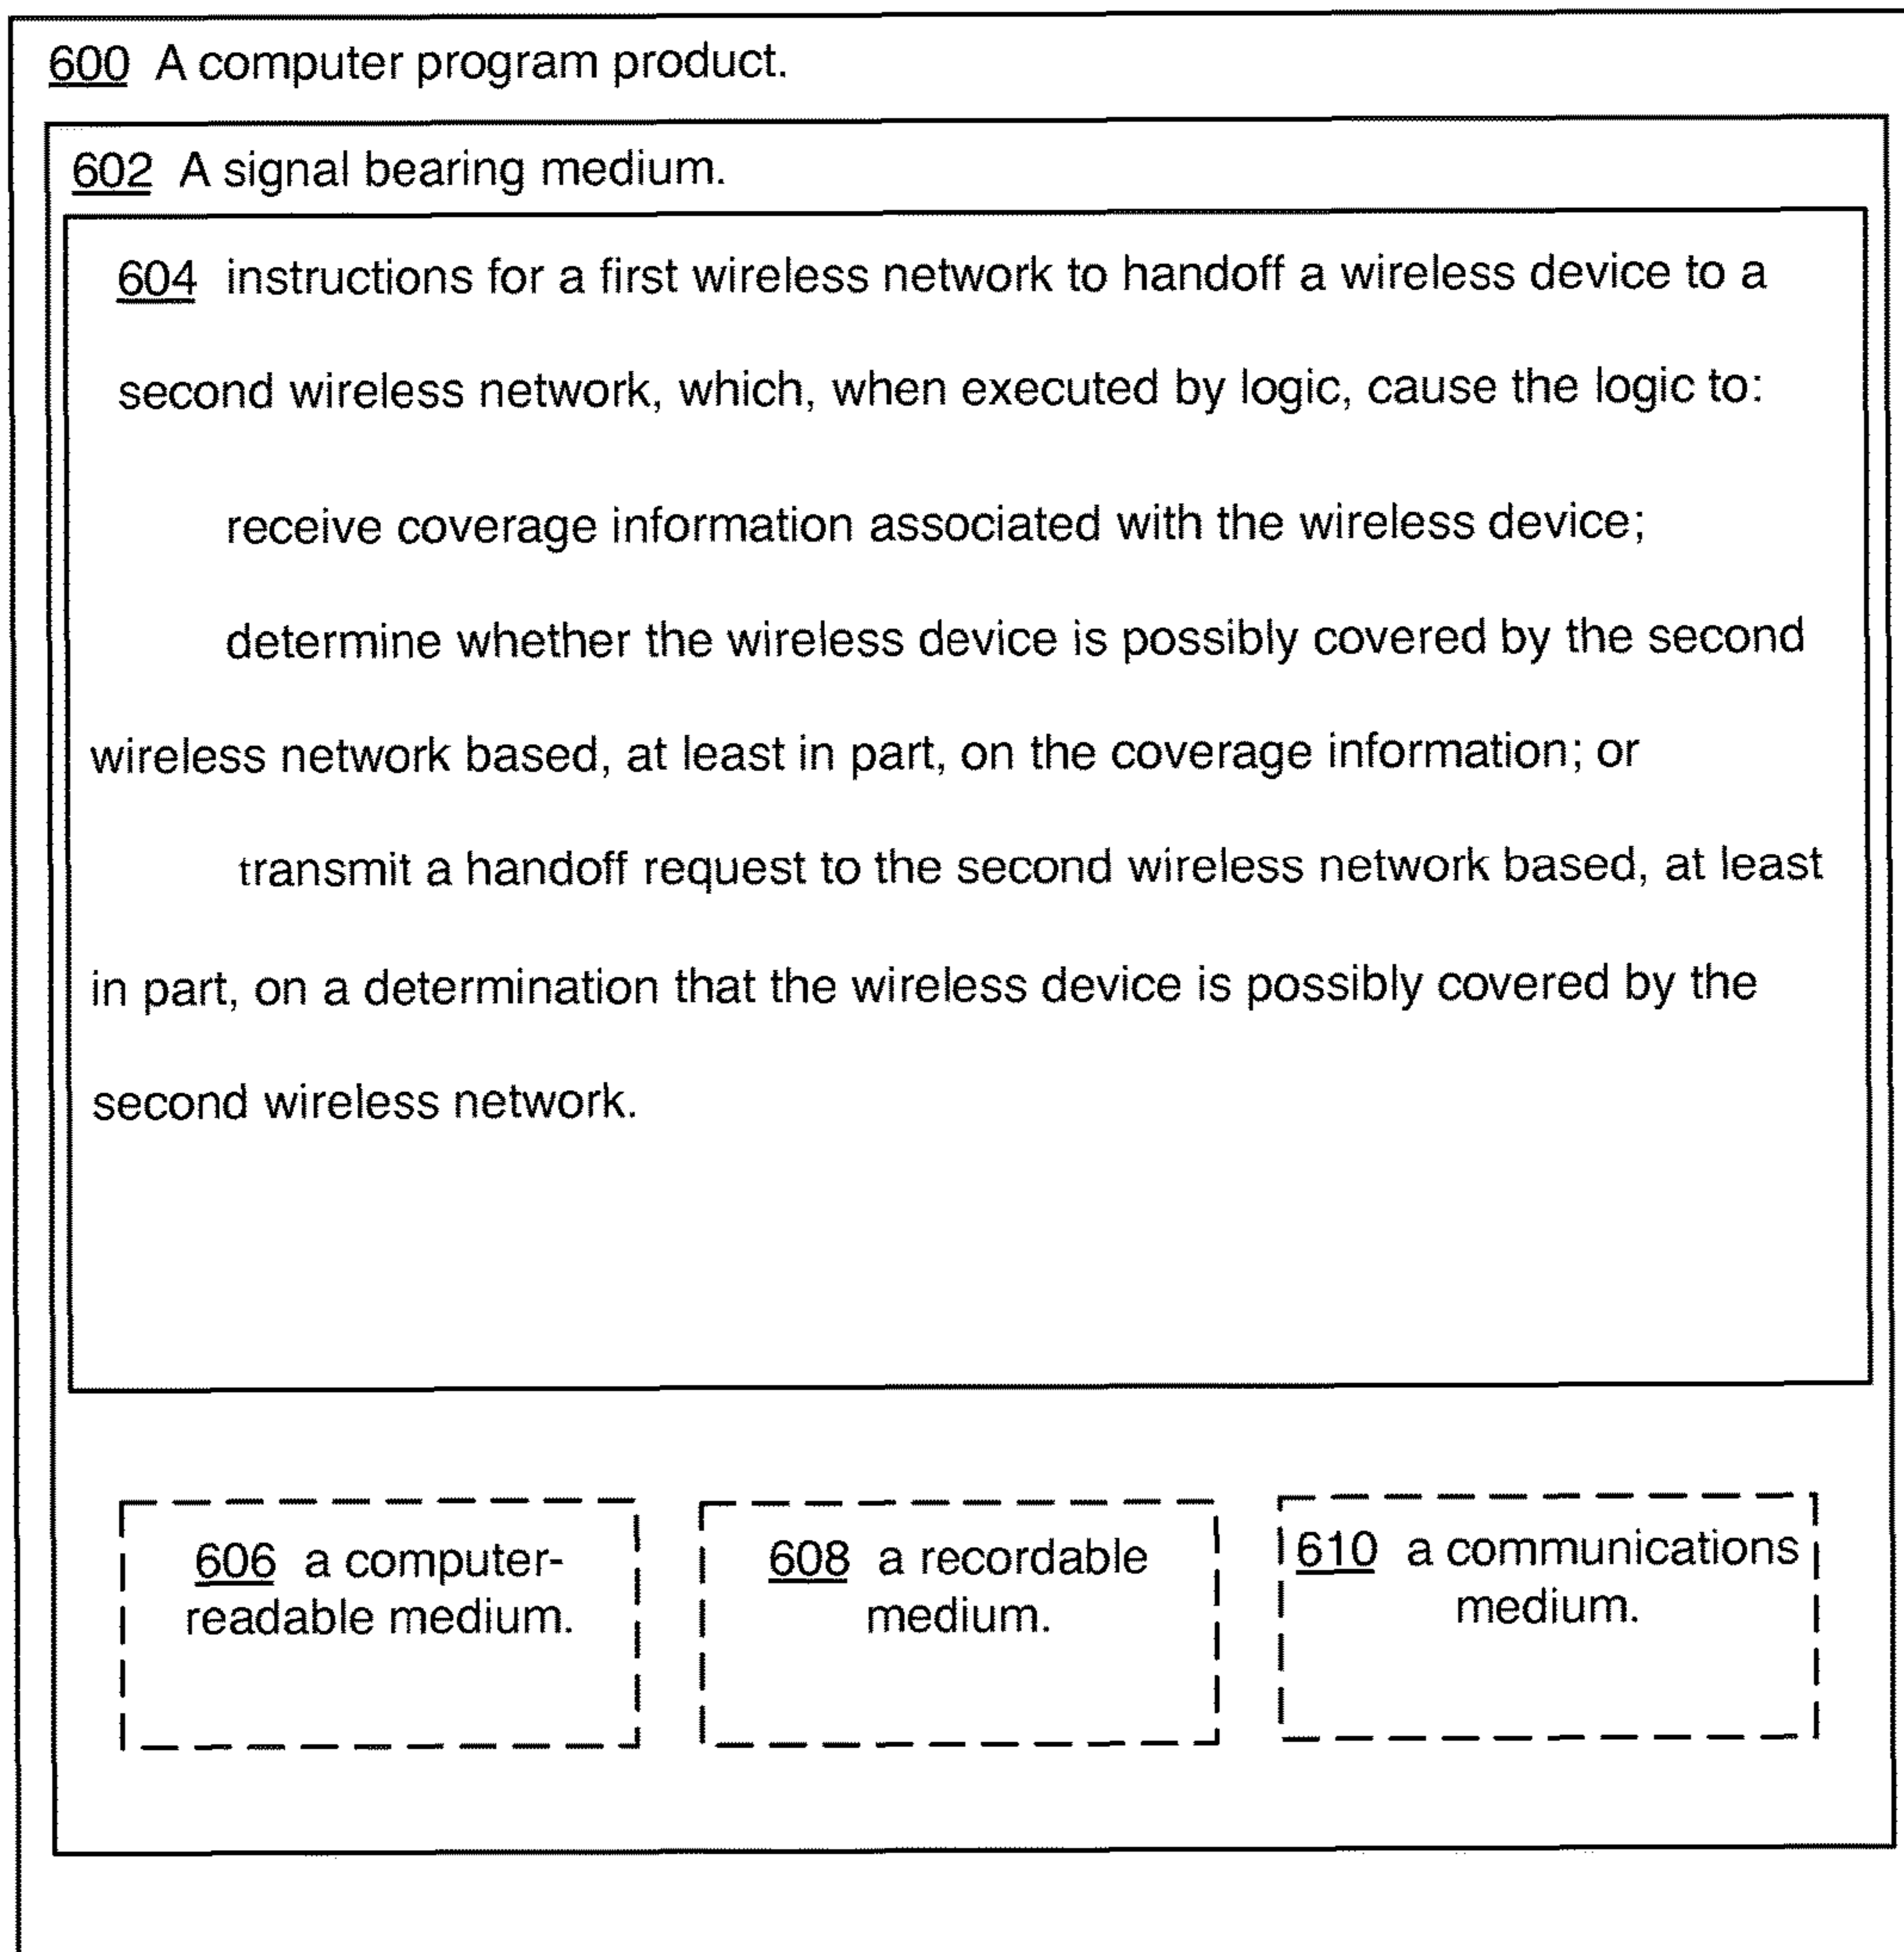 600 A computer program product.
602 A signal bearing medium.
604 instructions for a first wireless network to handoff a wireless device to a
second wireless network, which, when executed by logic, cause the logic to:
receive coverage information associated with the wireless device;
determine whether the wireless device is possibly covered by the second
wireless network based, at least in part, on the coverage information; or
transmit a handoff request to the second wireless network based, at least
in part, on a determination that the wireless device is possibly covered by the
second wireless network.
606 a computer-
readable medium.
608 a recordable
medium.
610 a communications
medium.